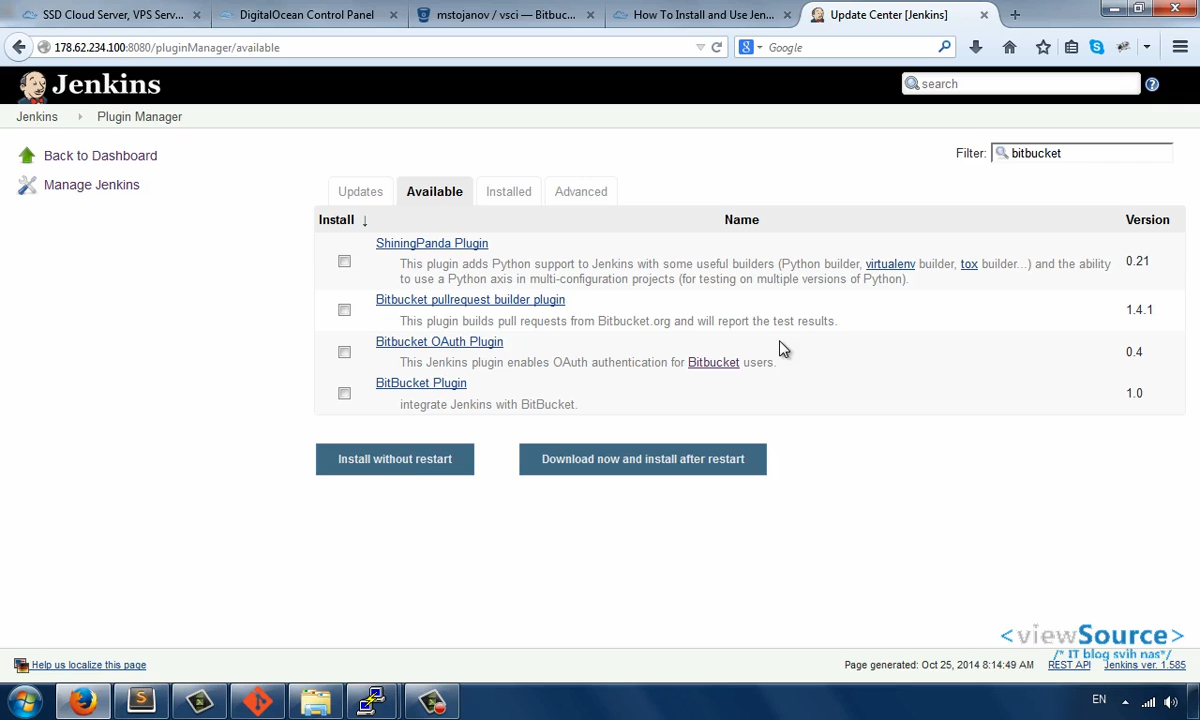 SSD Cloud Server, VPS Serv...
DigitalOcean Control Panel
mstojanov / vsci — Bitbuc...
How To Install and Use Jen...
Update Center [Jenkins]
178.62.234.100:8080/pluginManager/available
Google
Jenkins
search
Jenkins
Plugin Manager
Back to Dashboard
Manage Jenkins
Filter: bitbucket
Updates
Available
Installed
Advanced
Install ↓
Name
Version
ShiningPanda Plugin
This plugin adds Python support to Jenkins with some useful builders (Python builder, virtualenv builder, tox builder...) and the ability
to use a Python axis in multi-configuration projects (for testing on multiple versions of Python).
0.21
Bitbucket pullrequest builder plugin
This plugin builds pull requests from Bitbucket.org and will report the test results.
1.4.1
Bitbucket OAuth Plugin
This Jenkins plugin enables OAuth authentication for Bitbucket users.
0.4
BitBucket Plugin
integrate Jenkins with BitBucket.
1.0
Install without restart
Download now and install after restart
<viewSource>
/* IT blog svih nas*/
Help us localize this page
Page generated: Oct 25, 2014 8:14:49 AM
REST API
Jenkins ver. 1.585
EN